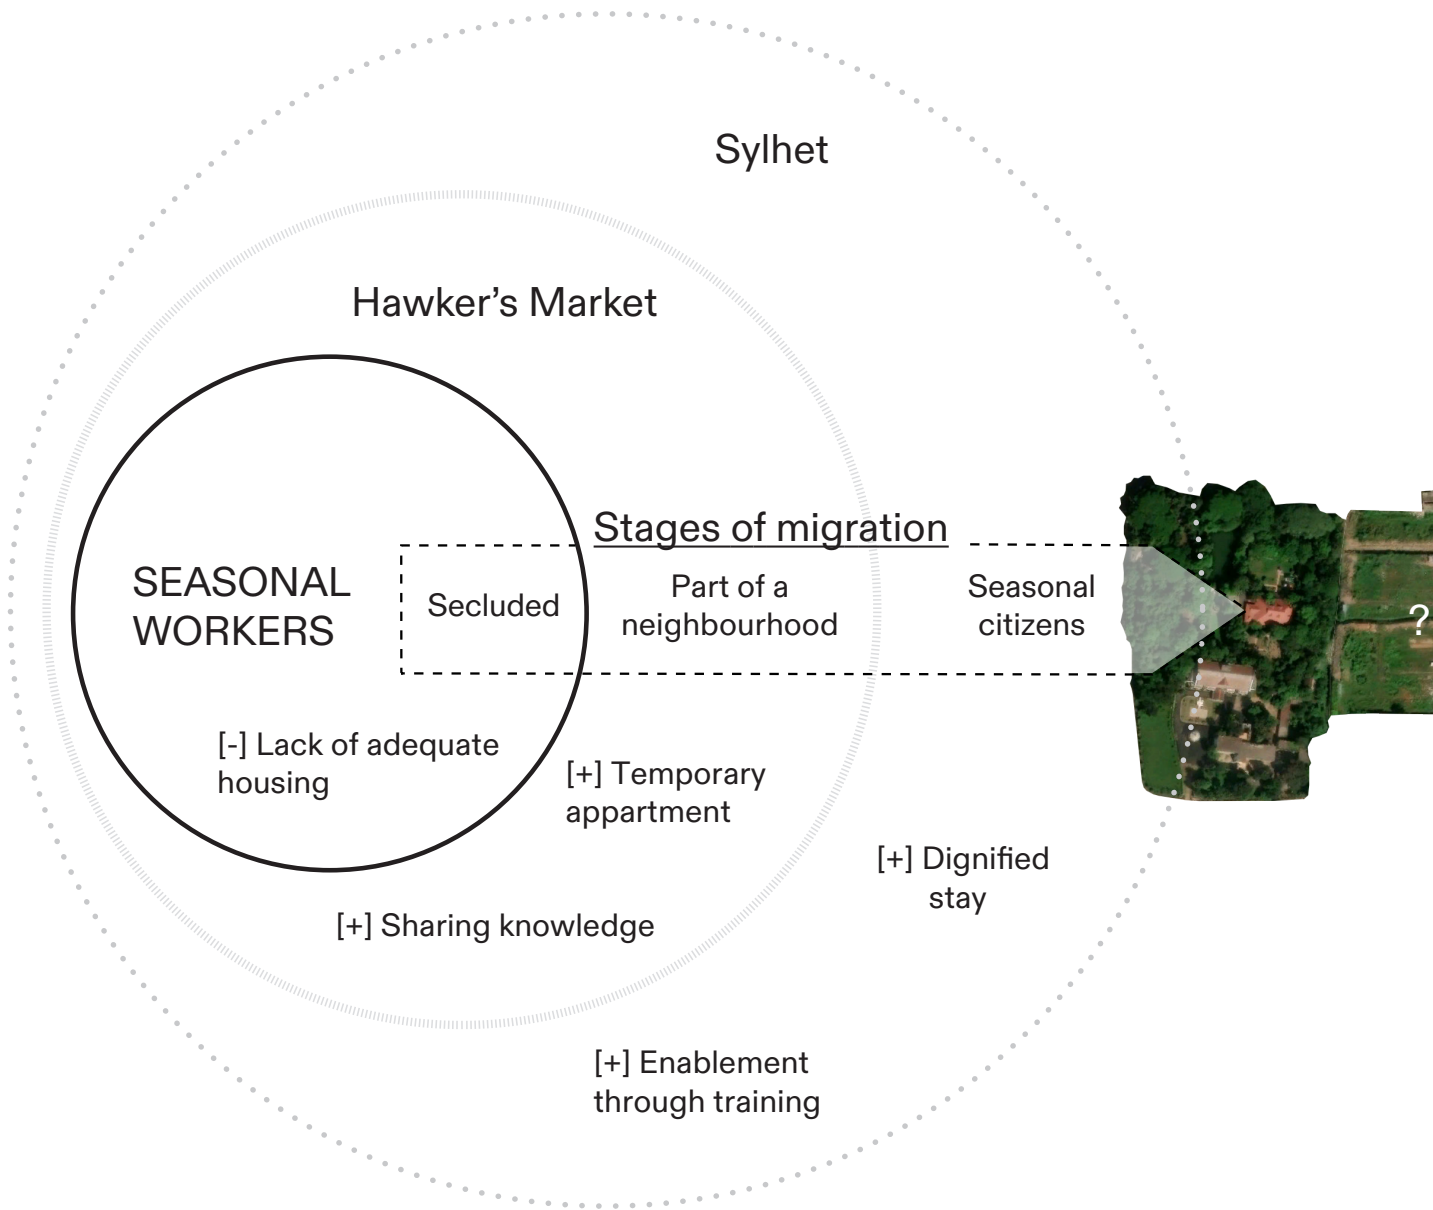 Sylhet
Hawker’s Market
Stages of migration
SEASONAL
WORKERS
Secluded
Part of a
neighbourhood
Seasonal
citizens
?
[-] Lack of adequate
housing
[+] Temporary
appartment
[+] Dignified
stay
[+] Sharing knowledge
[+] Enablement
through training